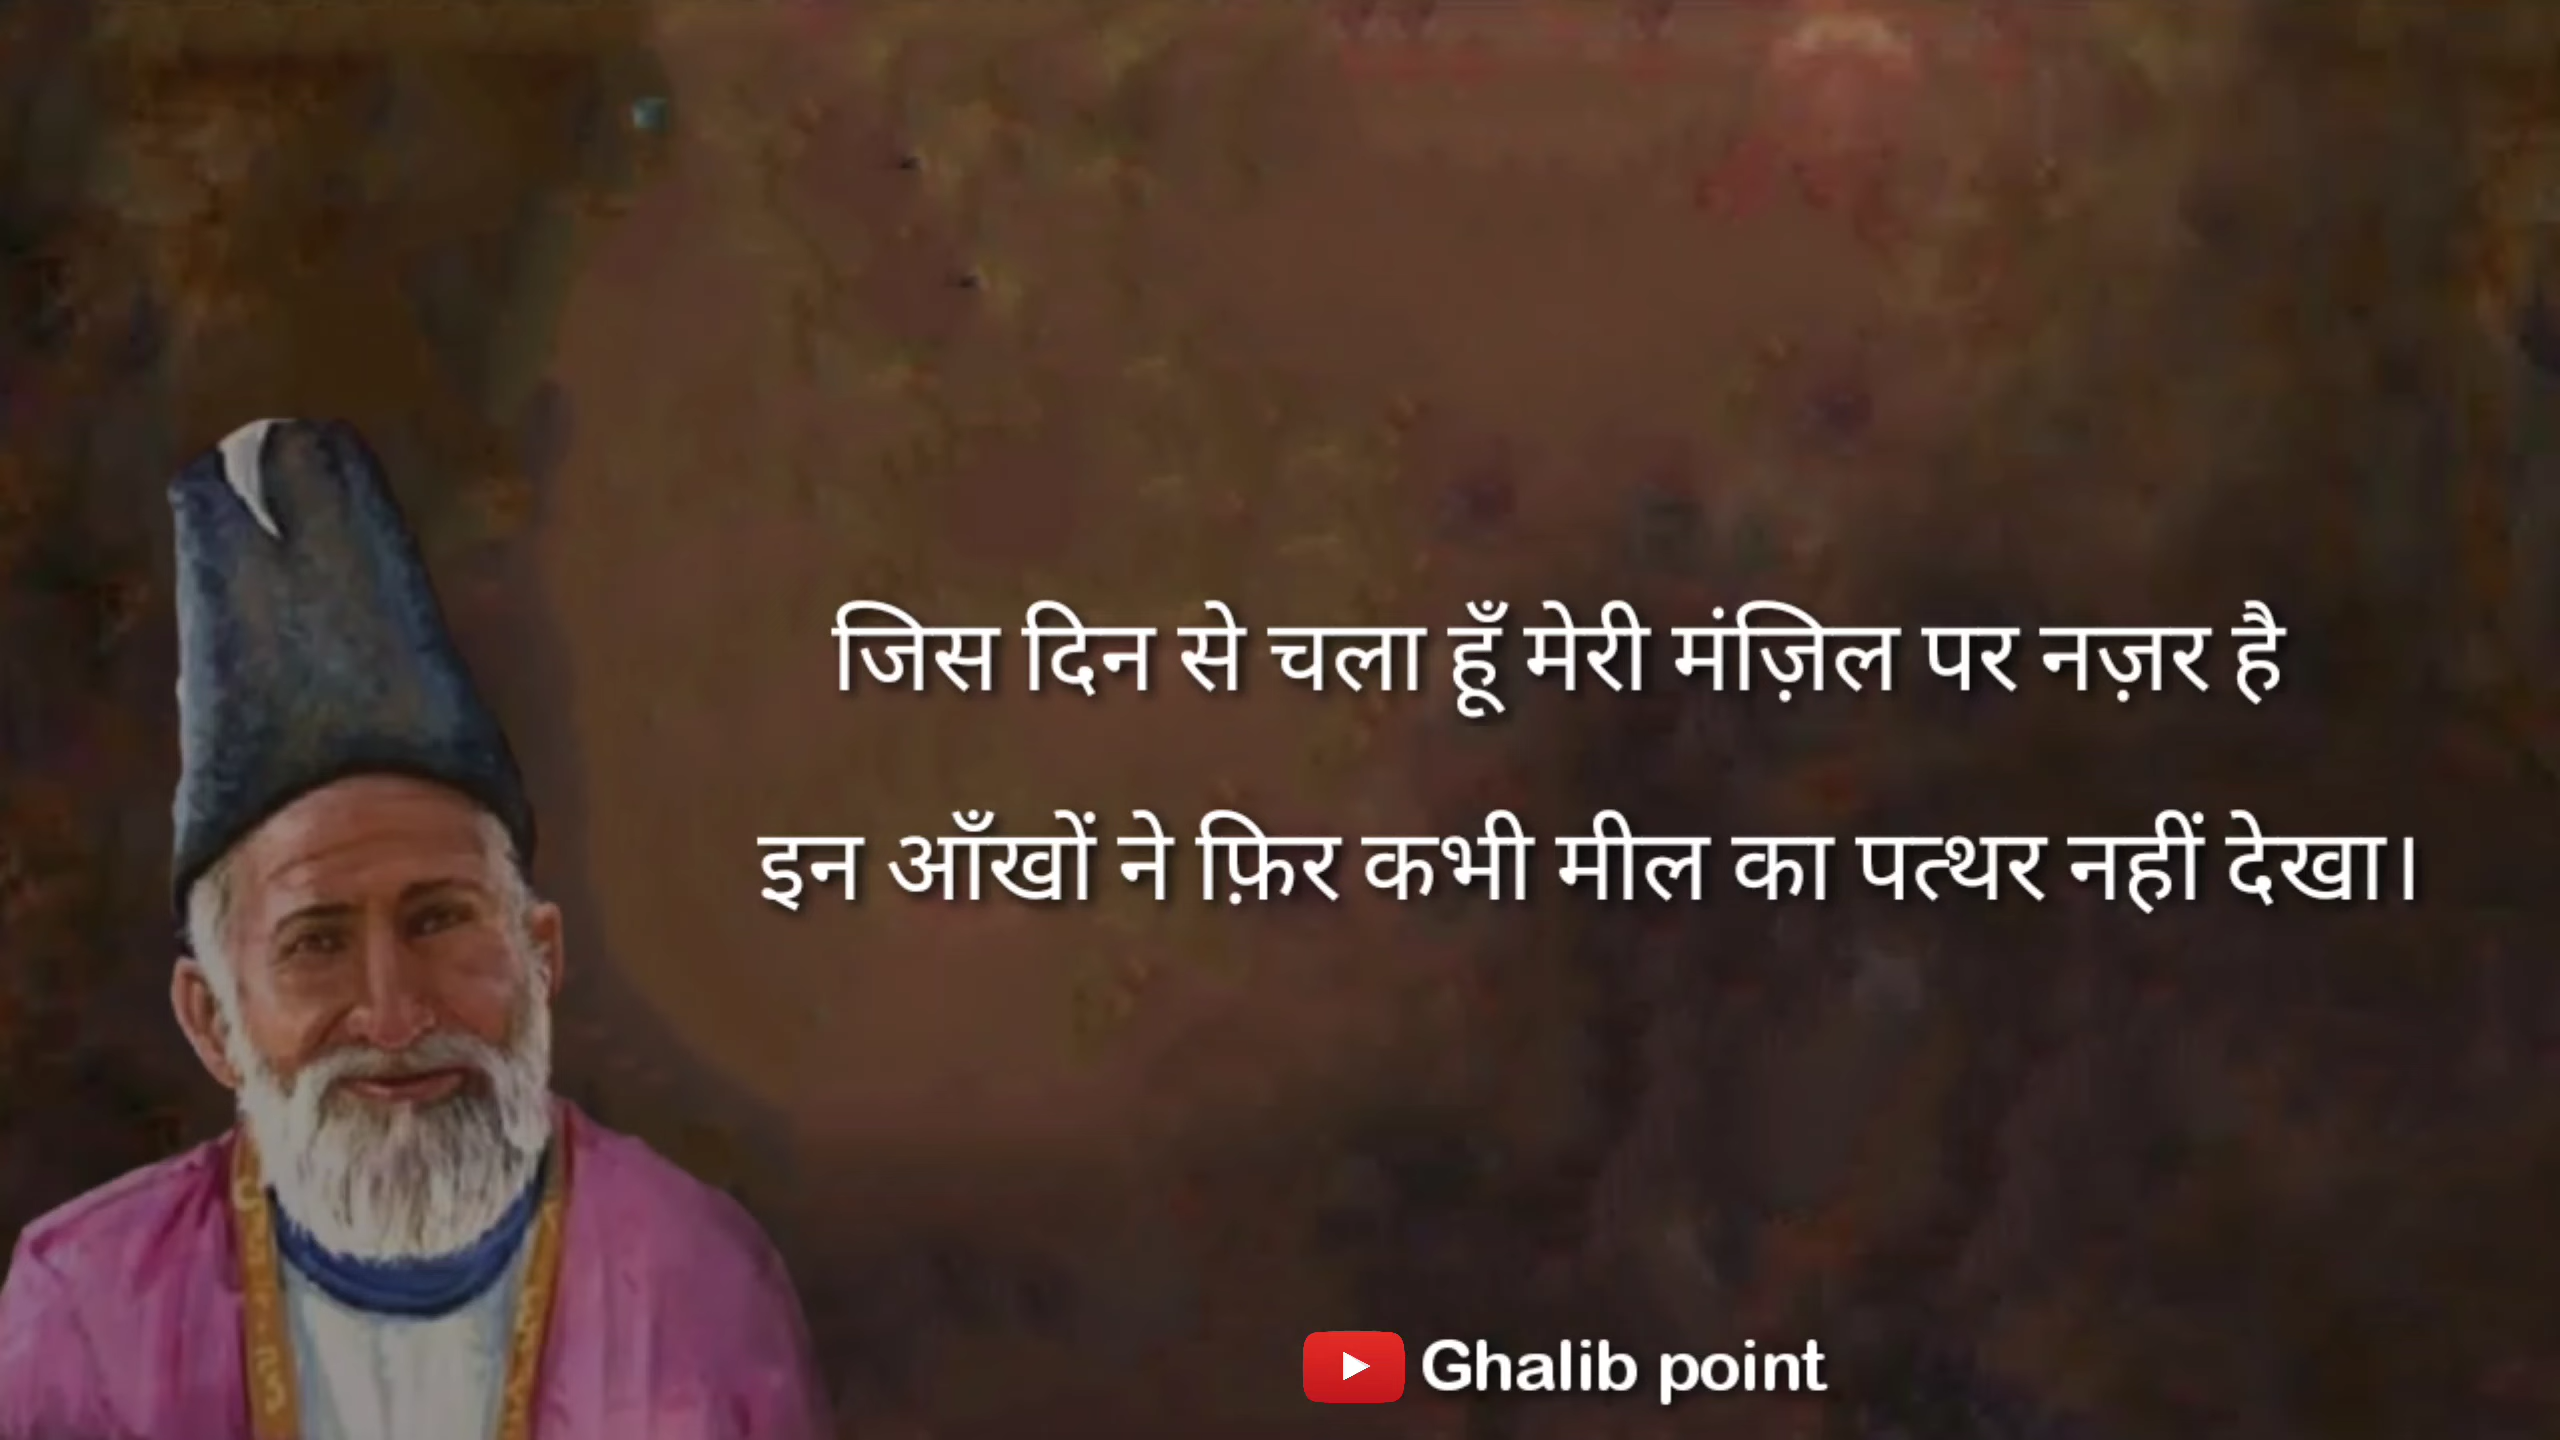 जिस दिन से चला हूँ मेरी मंज़िल पर नज़र है
इन आँखों ने फ़िर कभी मील का पत्थर नहीं देखा।
Ghalib point